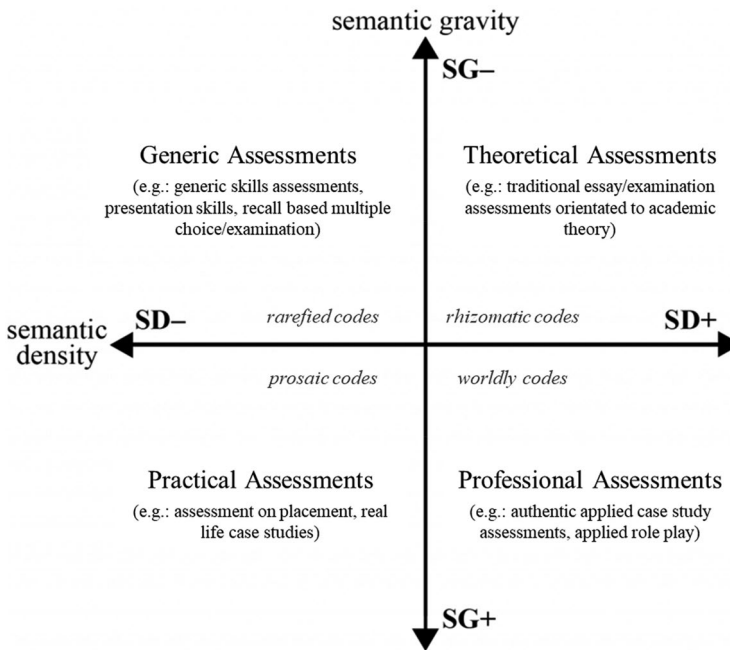 semantic gravity
SG–
Generic Assessments
(e.g.: generic skills assessments,
presentation skills, recall based multiple
choice/examination)
Theoretical Assessments
(e.g.: traditional essay/examination
assessments orientated to academic
theory)
semantic
density
SD–
rarefied codes
rhizomatic codes
SD+
prosaic codes
worldly codes
Practical Assessments
(e.g.: assessment on placement, real
life case studies)
Professional Assessments
(e.g.: authentic applied case study
assessments, applied role play)
SG+